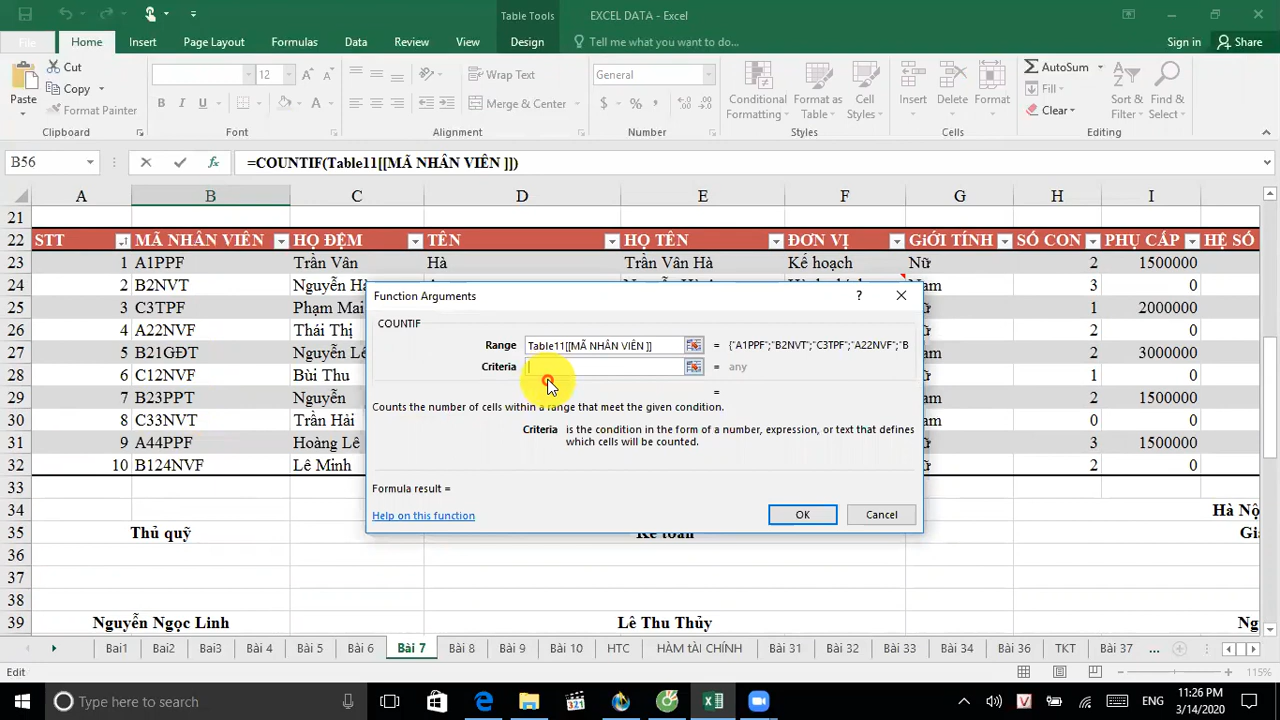 Table Tools
EXCEL DATA - Excel
File
Home
Insert
Page Layout
Formulas
Data
Review
View
Design
Tell me what you want to do...
Sign in
Share
Paste
Cut
Copy
Format Painter
Clipboard
12
B I U
Font
Wrap Text
Merge & Center
Alignment
General
$ % ,
Number
Conditional Formatting
Format as Table
Cell Styles
Styles
Insert
Delete
Format
Cells
AutoSum
Fill
Clear
Sort & Filter
Find & Select
Editing
B56
fx
=COUNTIF(Table11[[MÃ NHÂN VIÊN ]])
A B C D E F G H I
21
22 STT MÃ NHÂN VIÊN HỌ ĐỆM TÊN HỌ TÊN ĐƠN VỊ GIỚI TÍNH SỐ CON PHỤ CẤP HỆ SỐ
23 1 A1PPF Trần Vân Hà Trần Vân Hà Kế hoạch Nữ 2 1500000
24 2 B2NVT 3 0
25 3 C3TPF Phạm Mai 1 2000000
26 4 A22NVF Thái Thị 2 0
27 5 B21GĐT 2 3000000
28 6 C12NVF Bùi Thu 1 0
29 7 B23PPT Nguyễn 2 1500000
30 8 C33NVT Trần Hải 0 0
31 9 A44PPF Hoàng Lê 3 1500000
32 10 B124NVF Lê Minh 2 0
33
34 Hà Nộ
35 Thủ quỹ Kế toán Gi
36
37
38
39 Nguyễn Ngọc Linh Lê Thu Thủy Ng
Function Arguments
?
COUNTIF
Range Table11[[MÃ NHÂN VIÊN ]] = {"A1PPF";"B2NVT";"C3TPF";"A22NVF";"B
Criteria = any
=
Counts the number of cells within a range that meet the given condition.
Criteria is the condition in the form of a number, expression, or text that defines
which cells will be counted.
Formula result =
Help on this function
OK
Cancel
Bai1 Bai2 Bài 3 Bài 4 Bài 5 Bài 6 Bài 7 Bài 8 Bài 9 Bài 10 HTC HÀM tÀI CHÍNH Bài 31 Bài 32 Bài 33 Bài 34 Bài 36 TKT Bài 37 ...
Edit
115%
Type here to search
321
V
ENG
11:26 PM
3/14/2020